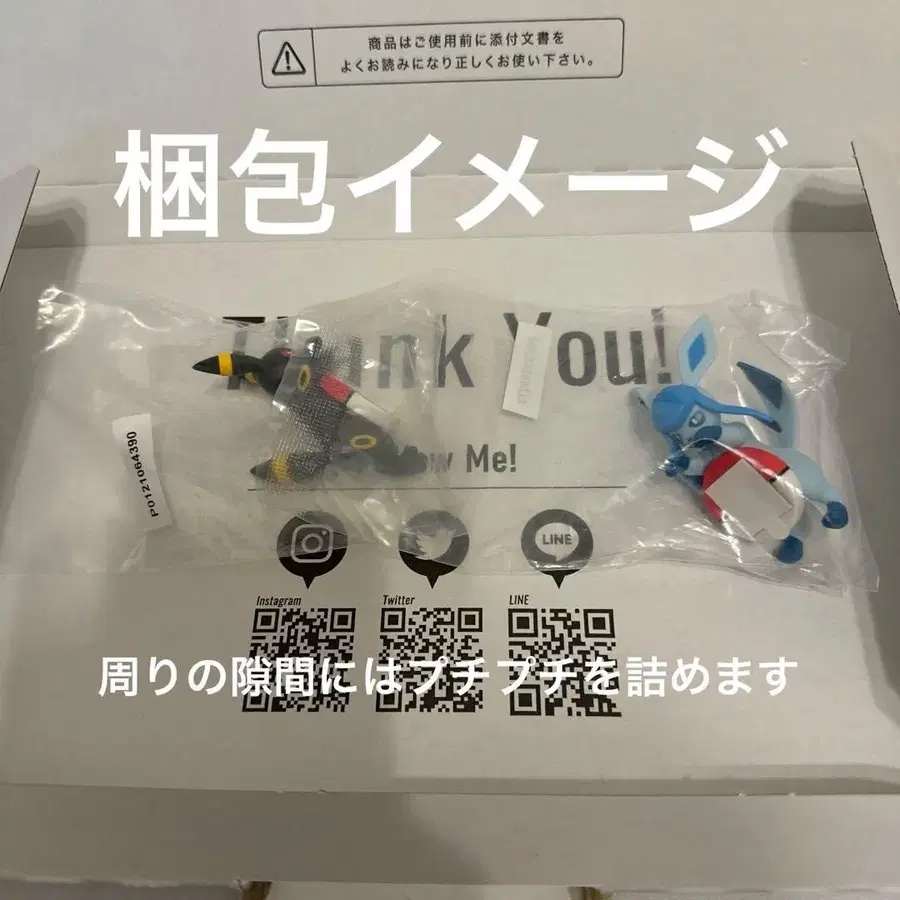 商品はご使用前に添付文書を
よくお読みになり正しくお使い下さい。
梱包イメージ
Thank You!
Me!
P0121064390
LINE
Instagram
Twitter
LINE
周りの隙間にはプチプチを詰めます